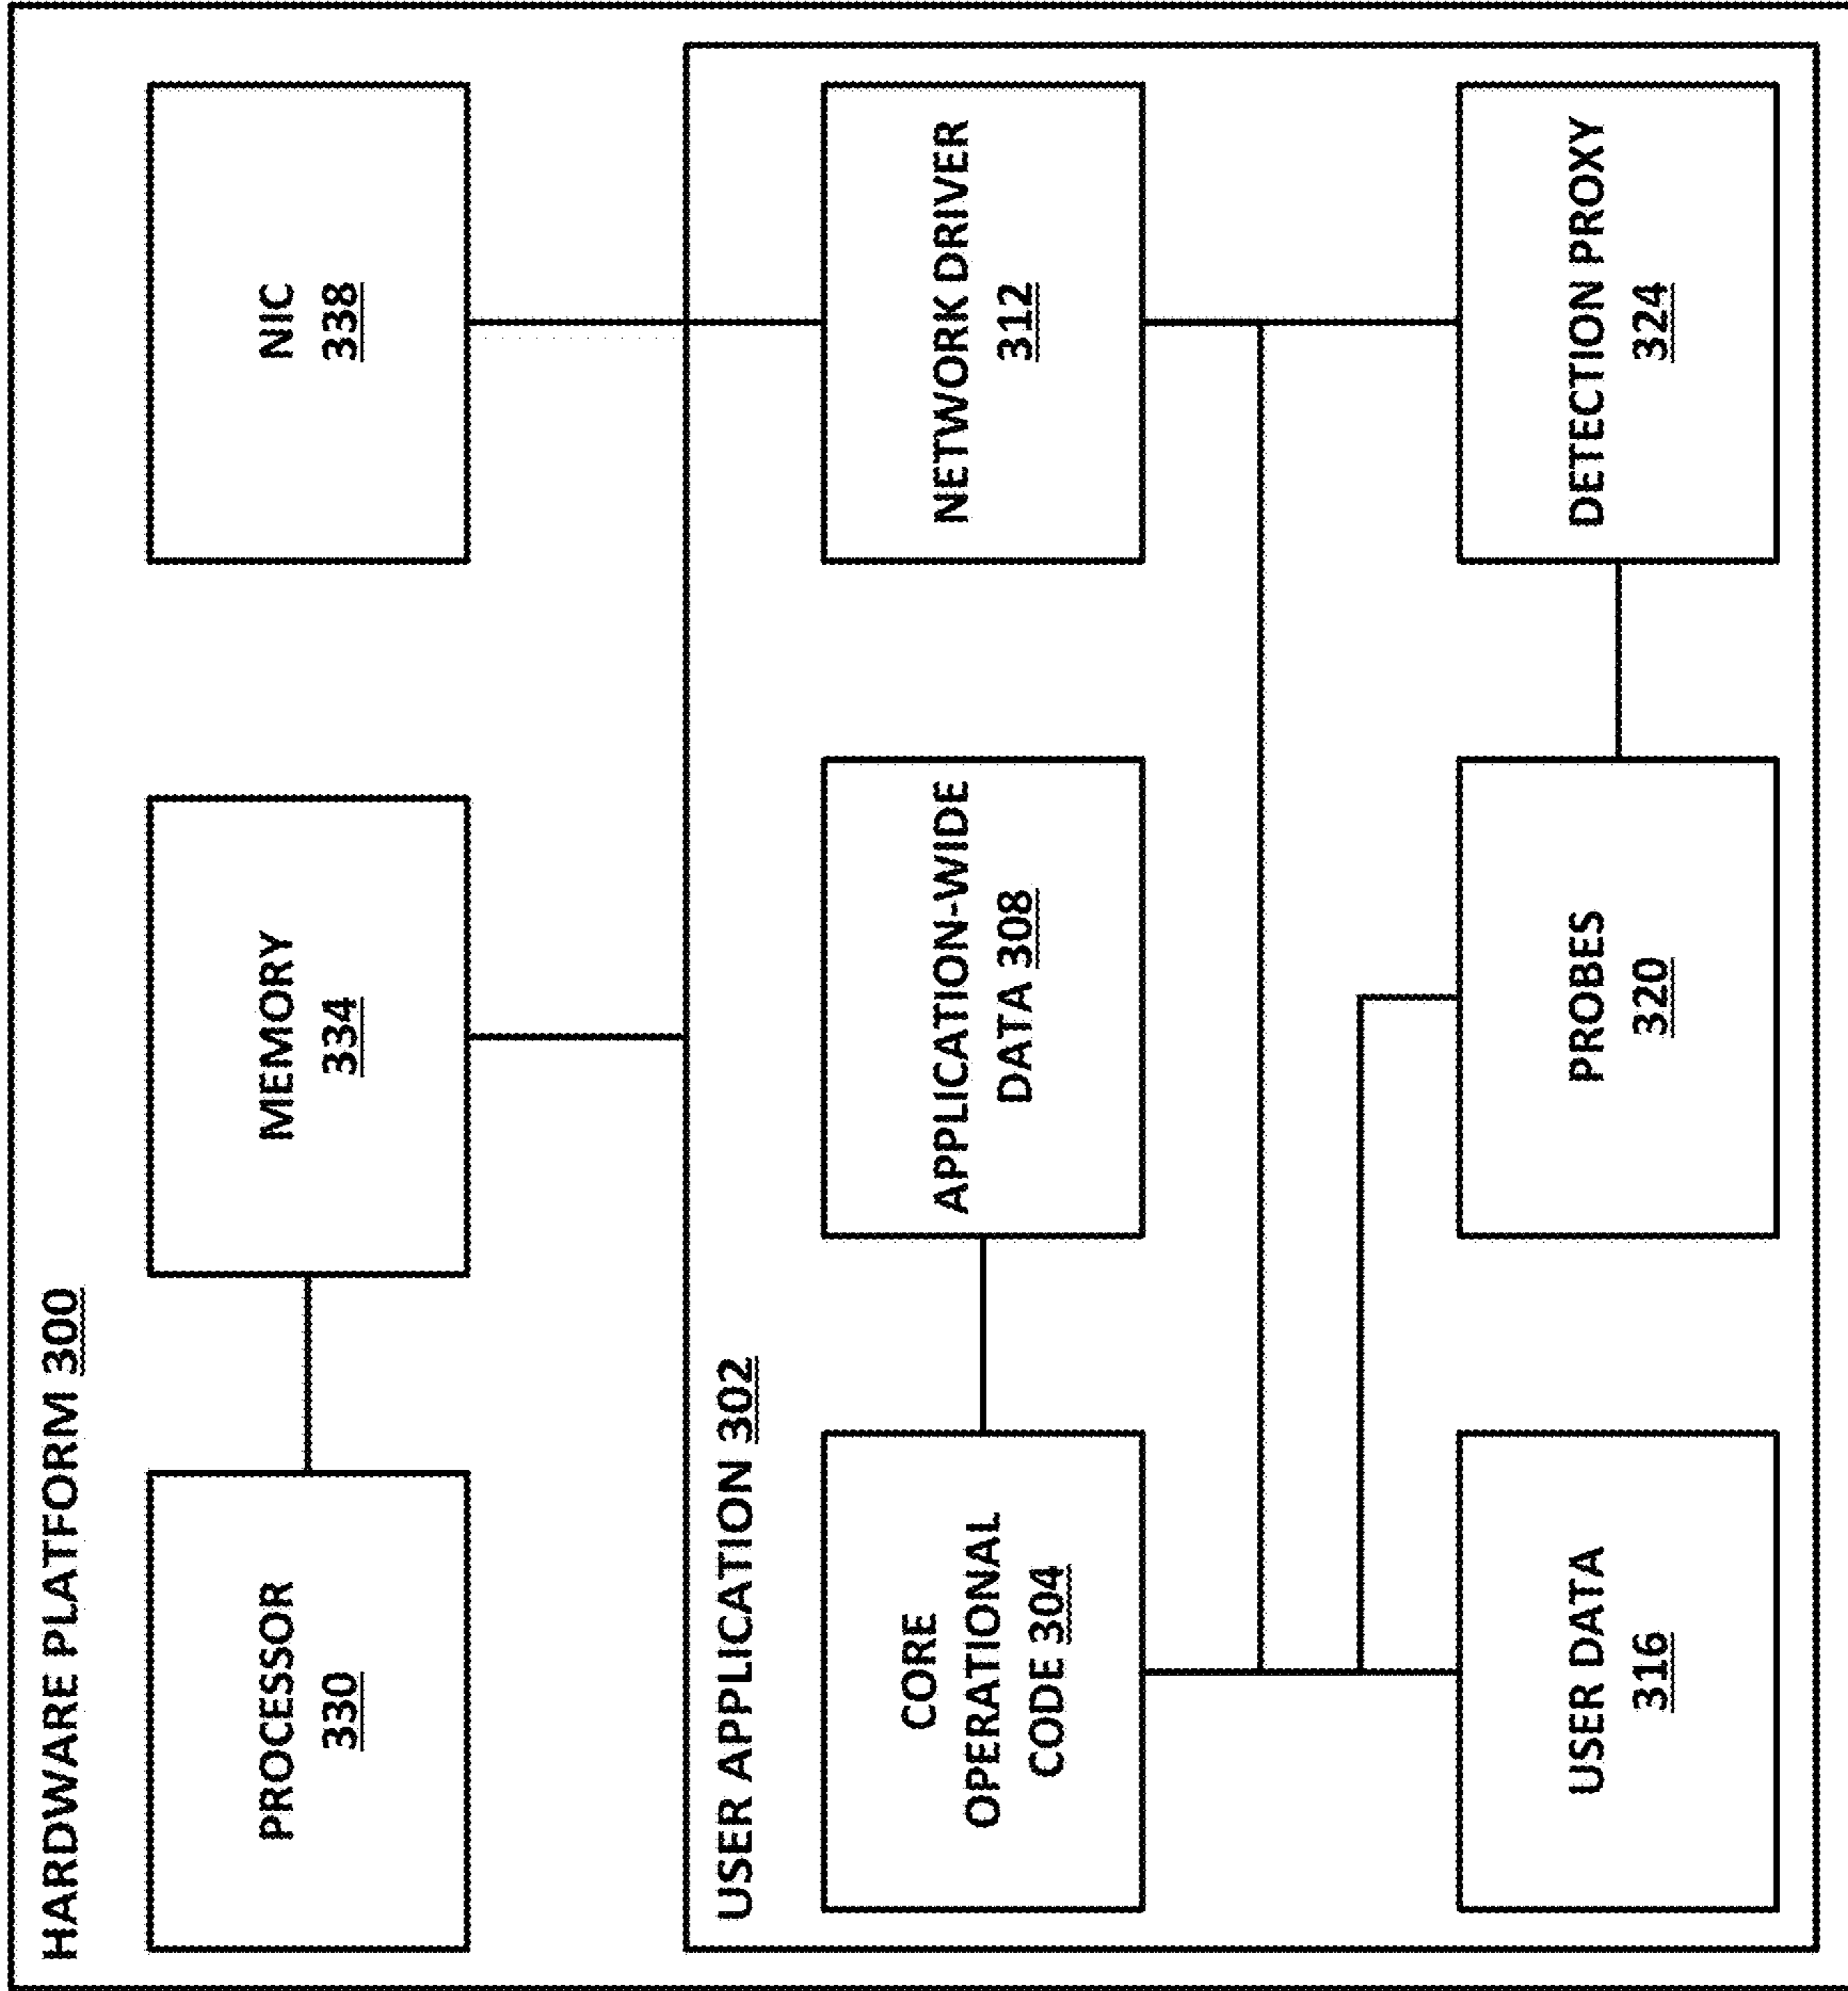 HARDWARE PLATFORM 300
PROCESSOR
330
MEMORY
334
NIC
338
USER APPLICATION 302
CORE
OPERATIONAL
CODE 304
APPLICATION-WIDE
DATA 308
NETWORK DRIVER
312
USER DATA
316
PROBES
320
DETECTION PROXY
324